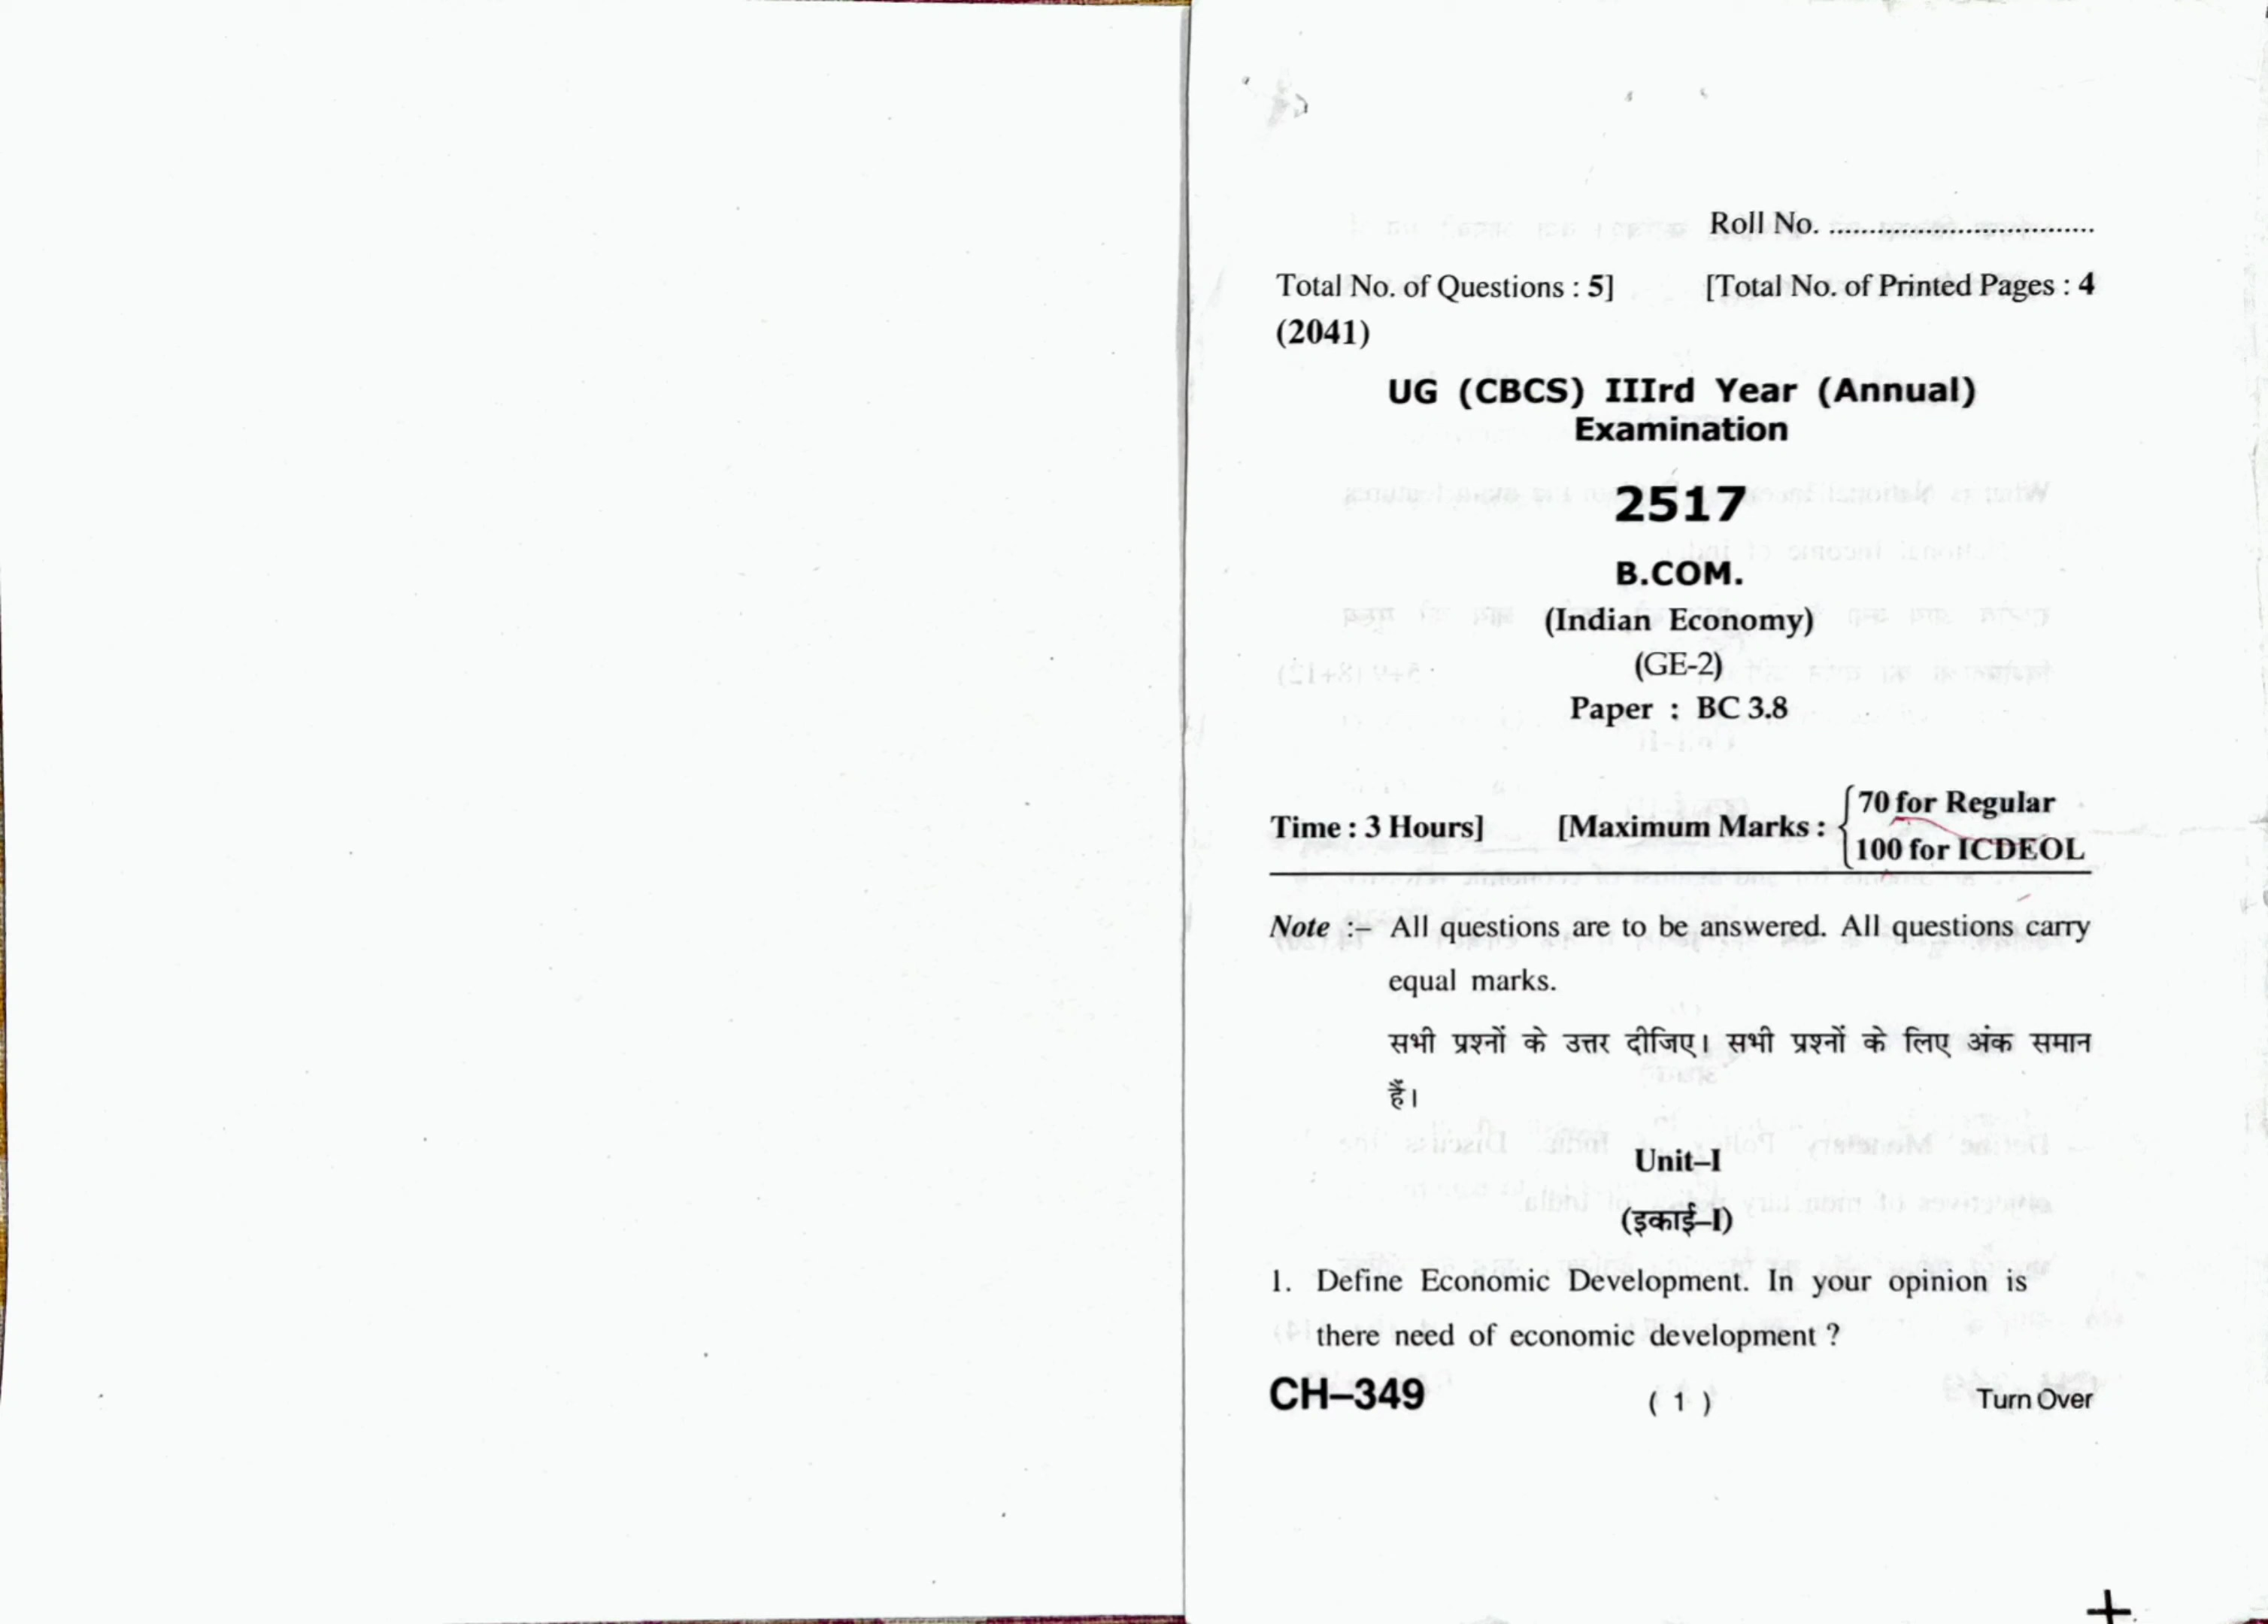 Roll No. .................................
Total No. of Questions : 5] [Total No. of Printed Pages : 4
(2041)
UG (CBCS) IIIrd Year (Annual)
Examination
2517
B.COM.
(Indian Economy)
(GE-2)
Paper : BC 3.8
Time : 3 Hours] [Maximum Marks : { 70 for Regular
100 for ICDEOL
Note :– All questions are to be answered. All questions carry
equal marks.
सभी प्रश्नों के उत्तर दीजिए। सभी प्रश्नों के लिए अंक समान
हैं।
Unit–I
(इकाई–I)
1. Define Economic Development. In your opinion is
there need of economic development ?
CH–349 ( 1 ) Turn Over